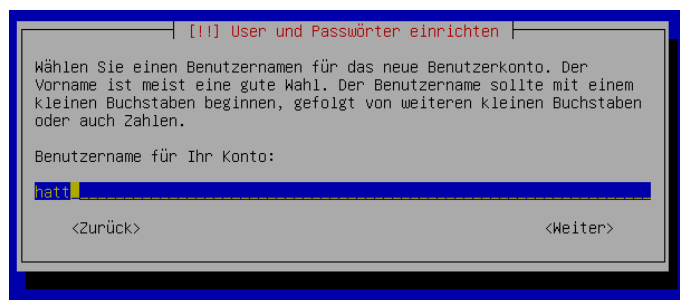 [!!] User und Passwörter einrichten
Wählen Sie einen Benutzernamen für das neue Benutzerkonto. Der
Vorname ist meist eine gute Wahl. Der Benutzername sollte mit einem
kleinen Buchstaben beginnen, gefolgt von weiteren kleinen Buchstaben
oder auch Zahlen.
Benutzername für Ihr Konto:
hatt
<Zurück> <Weiter>